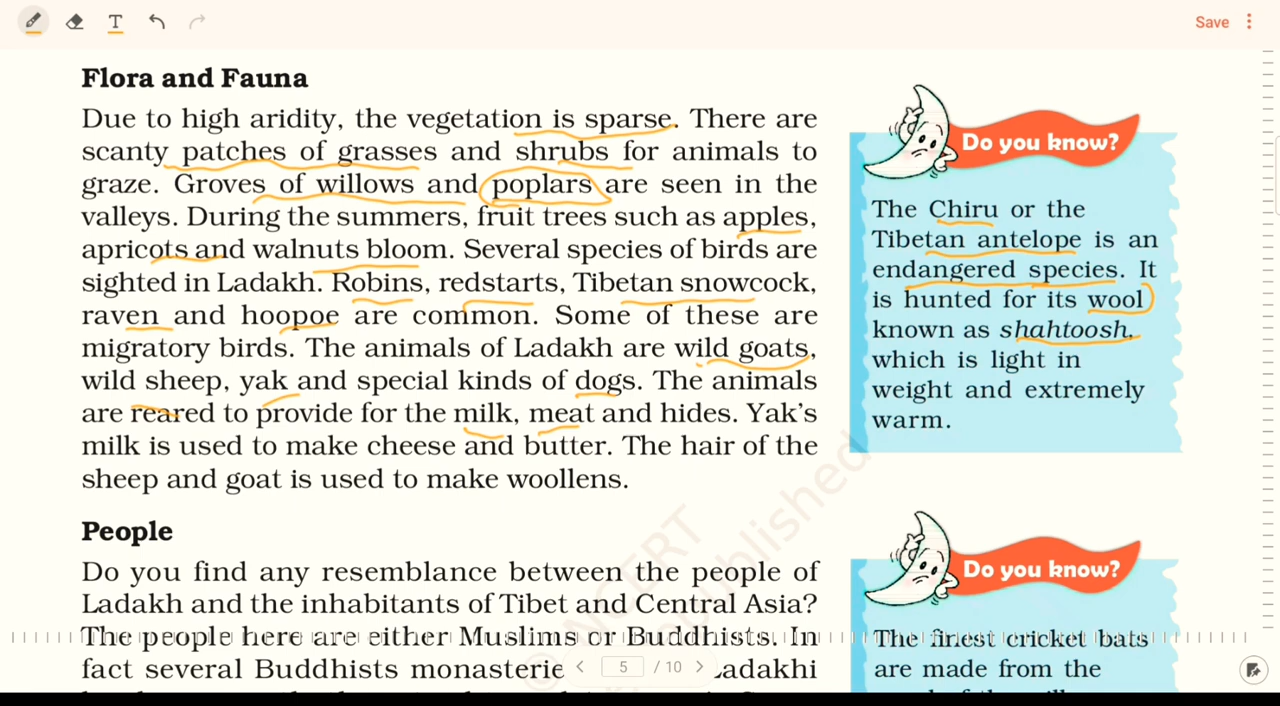 T
Save
Flora and Fauna
Due to high aridity, the vegetation is sparse. There are
scanty patches of grasses and shrubs for animals to
graze. Groves of willows and poplars are seen in the
valleys. During the summers, fruit trees such as apples,
apricots and walnuts bloom. Several species of birds are
sighted in Ladakh. Robins, redstarts, Tibetan snowcock,
raven and hoopoe are common. Some of these are
migratory birds. The animals of Ladakh are wild goats,
wild sheep, yak and special kinds of dogs. The animals
are reared to provide for the milk, meat and hides. Yak's
milk is used to make cheese and butter. The hair of the
sheep and goat is used to make woollens.
People
Do you find any resemblance between the people of
Ladakh and the inhabitants of Tibet and Central Asia?
The people here are either Muslims or Buddhists. In
fact several Buddhists monasterie
adakhi
Do you know?
The Chiru or the
Tibetan antelope is an
endangered species. It
is hunted for its wool
known as shahtoosh.
which is light in
weight and extremely
warm.
Do you know?
The finest cricket bats
are made from the
© NCERT
republished
5 / 10